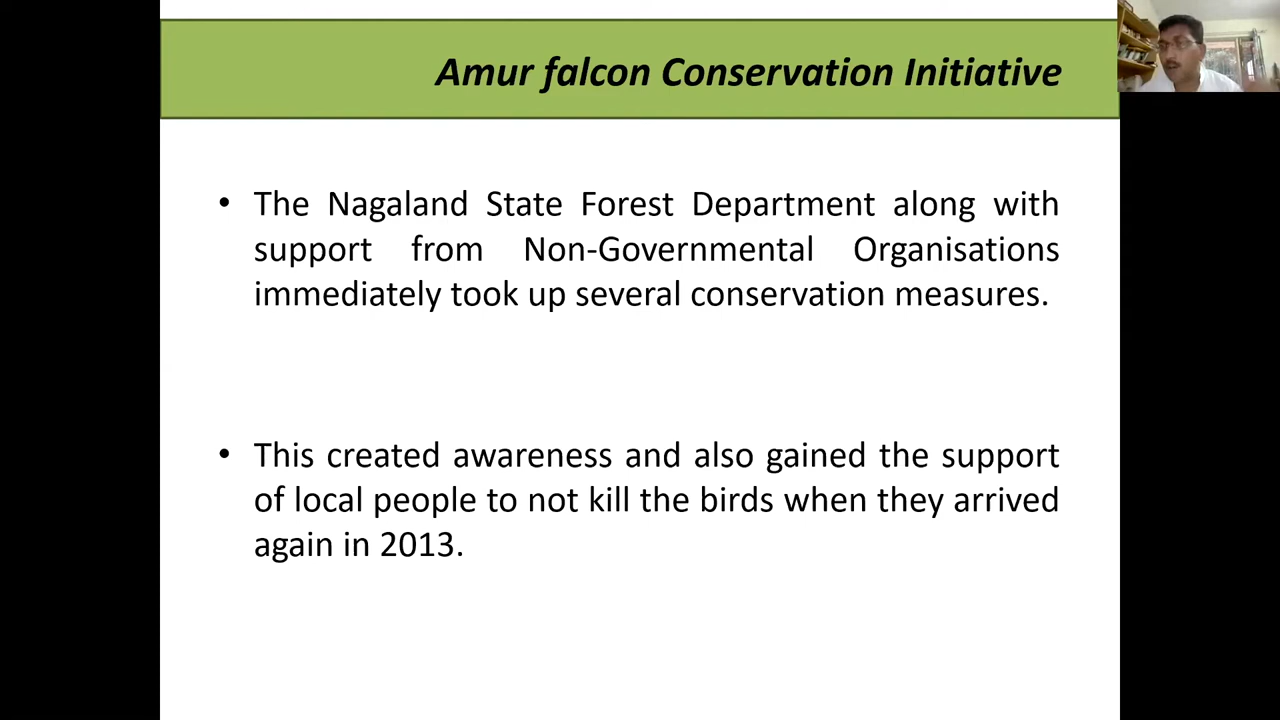 Amur falcon Conservation Initiative
• The Nagaland State Forest Department along with
support from Non-Governmental Organisations
immediately took up several conservation measures.
• This created awareness and also gained the support
of local people to not kill the birds when they arrived
again in 2013.